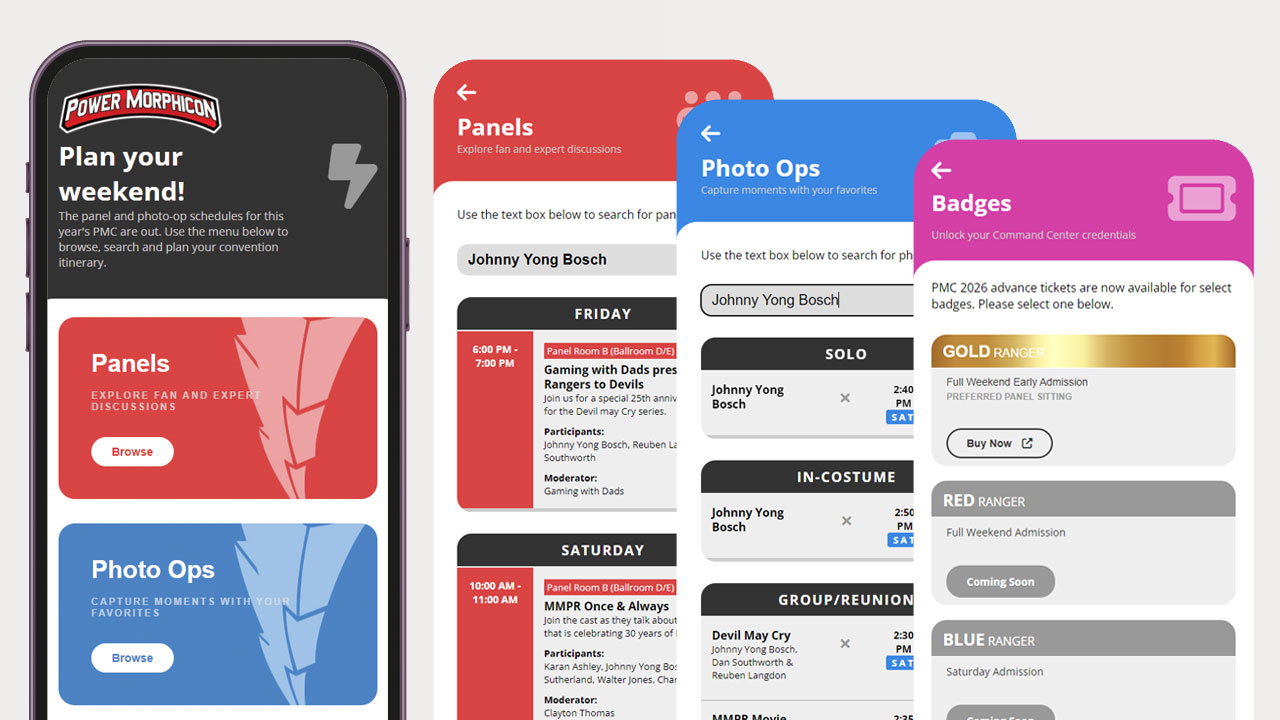 POWER MORPHICON
Plan your
weekend!
The panel and photo-op schedules for this
year's PMC are out. Use the menu below to
browse, search and plan your convention
itinerary.
Panels
EXPLORE FAN AND EXPERT
DISCUSSIONS
Browse
Photo Ops
CAPTURE MOMENTS WITH YOUR
FAVORITES
Browse
Panels
Explore fan and expert discussions
Use the text box below to search for pan
Johnny Yong Bosch
FRIDAY
6:00 PM -
7:00 PM
Panel Room B (Ballroom D/E)
Gaming with Dads pres
Rangers to Devils
Join us for a special 25th anniv
for the Devil may Cry series.
Participants:
Johnny Yong Bosch, Reuben La
Southworth
Moderator:
Gaming with Dads
SATURDAY
10:00 AM -
11:00 AM
Panel Room B (Ballroom D/E)
MMPR Once & Always
Join the cast as they talk about
that is celebrating 30 years of
Participants:
Karan Ashley, Johnny Yong Bos
Sutherland, Walter Jones, Char
Moderator:
Clayton Thomas
Photo Ops
Capture moments with your favorites
Use the text box below to search for ph
Johnny Yong Bosch
SOLO
Johnny Yong
Bosch
2:40
PM
SAT
IN-COSTUME
Johnny Yong
Bosch
2:50
PM
SAT
GROUP/REUNION
Devil May Cry
Johnny Yong Bosch,
Dan Southworth &
Reuben Langdon
2:30
PM
SAT
MMPR Movie
2:35
Badges
Unlock your Command Center credentials
PMC 2026 advance tickets are now available for select
badges. Please select one below.
GOLD RANGER
Full Weekend Early Admission
PREFERRED PANEL SITTING
Buy Now
RED RANGER
Full Weekend Admission
Coming Soon
BLUE RANGER
Saturday Admission
Coming Soon